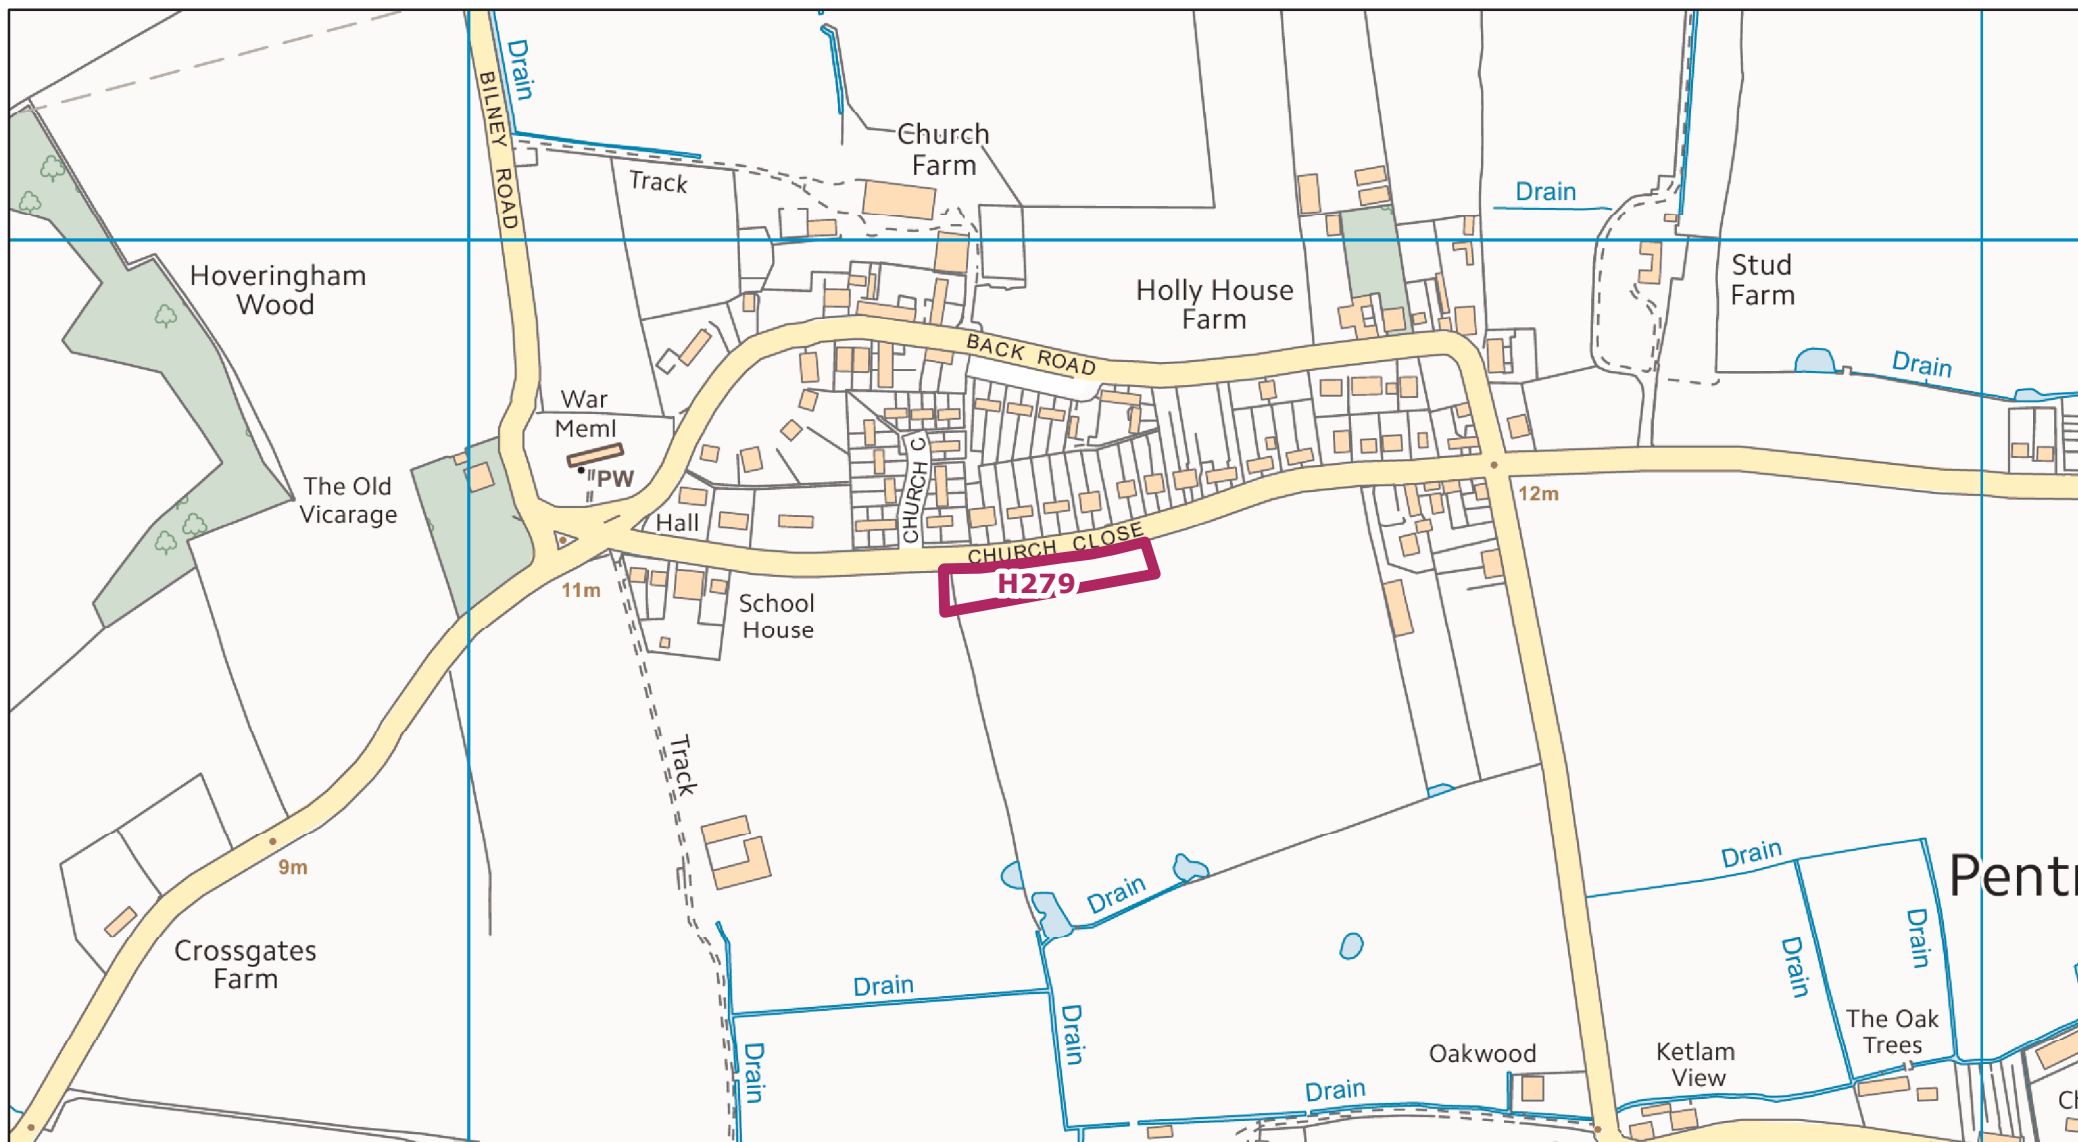 Drain
BILNEY ROAD
Church
Farm
Track
Drain
Hoveringham
Wood
Holly House
Farm
Stud
Farm
BACK ROAD
Drain
War
Meml
PW
The Old
Vicarage
CHURCH C
Hall
12m
CHURCH CLOSE
11m
H279
School
House
Track
9m
Drain
Drain
Pent
Crossgates
Farm
Drain
Drain
Drain
Drain
Drain
The Oak
Trees
Oakwood
Ketlam
View
Drain
Ch